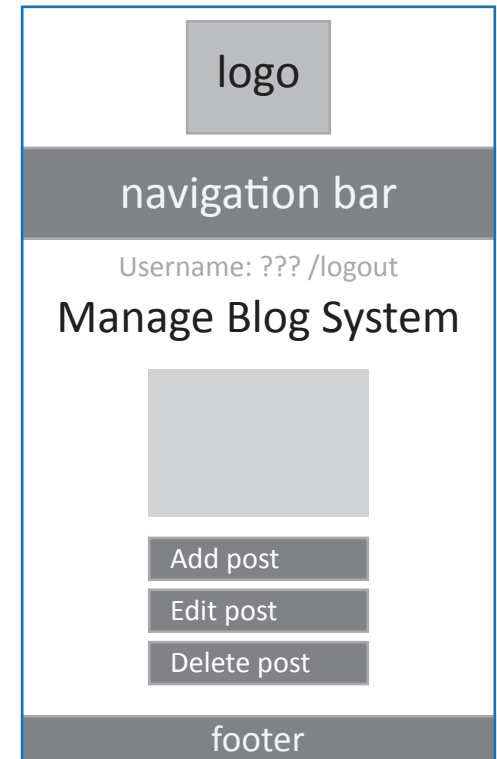 logo
navigation bar
Username: ??? /logout
Manage Blog System
Add post
Edit post
Delete post
footer